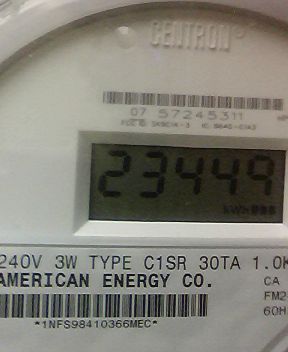 CENTRON®
07 57245311
23449
KWH
240V 3W TYPE C1SR 30TA 1.0K
AMERICAN ENERGY CO.
CA
FM2
60H
*1NFS98410366MEC*